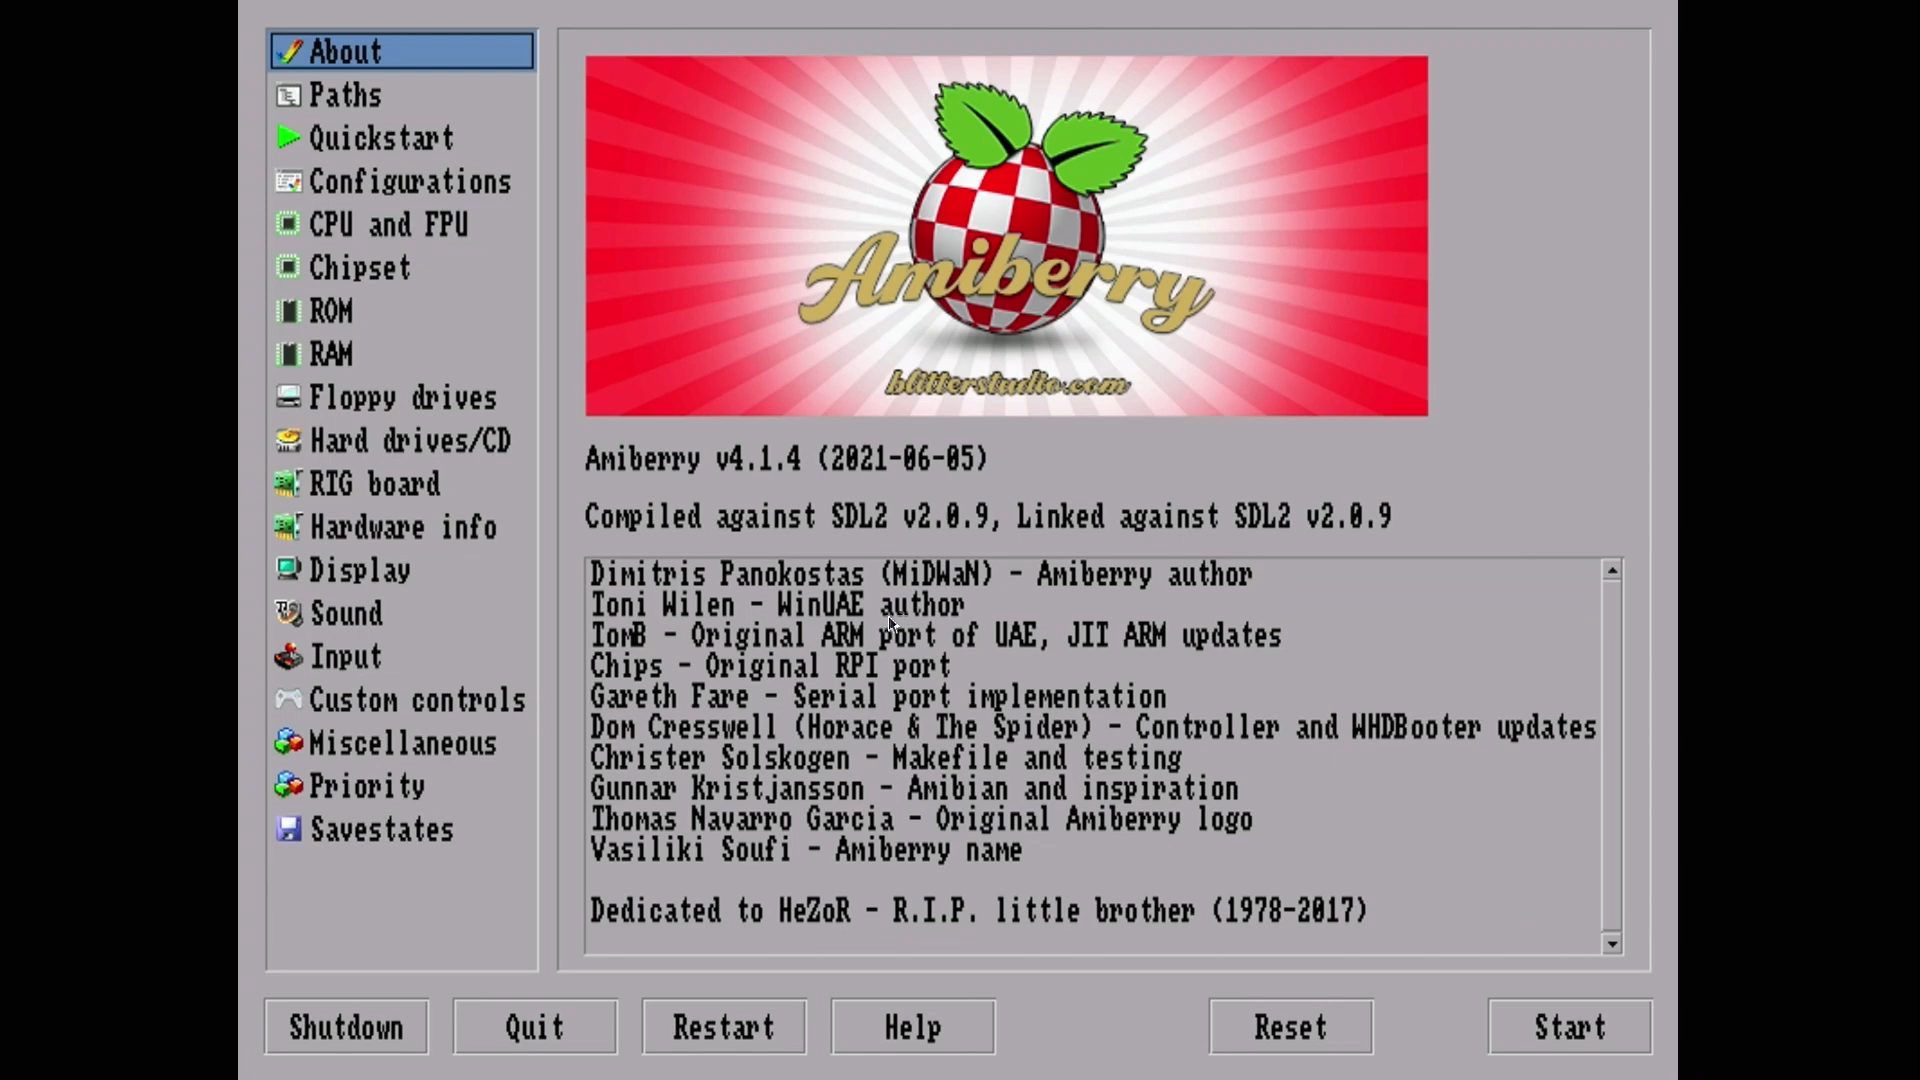 About
Paths
Quickstart
Configurations
CPU and FPU
Chipset
ROM
RAM
Floppy drives
Hard drives/CD
RTG board
Hardware info
Display
Sound
Input
Custom controls
Miscellaneous
Priority
Savestates
Amiberry
blitterstudio.com
Amiberry v4.1.4 (2021-06-05)
Compiled against SDL2 v2.0.9, Linked against SDL2 v2.0.9
Dimitris Panokostas (MiDWaN) - Amiberry author
Toni Wilen - WinUAE author
TomB - Original ARM port of UAE, JIT ARM updates
Chips - Original RPI port
Gareth Fare - Serial port implementation
Dom Cresswell (Horace & The Spider) - Controller and WHDBooter updates
Christer Solskogen - Makefile and testing
Gunnar Kristjansson - Amibian and inspiration
Thomas Navarro Garcia - Original Amiberry logo
Vasiliki Soufi - Amiberry name
Dedicated to HeZoR - R.I.P. little brother (1978-2017)
Shutdown
Quit
Restart
Help
Reset
Start